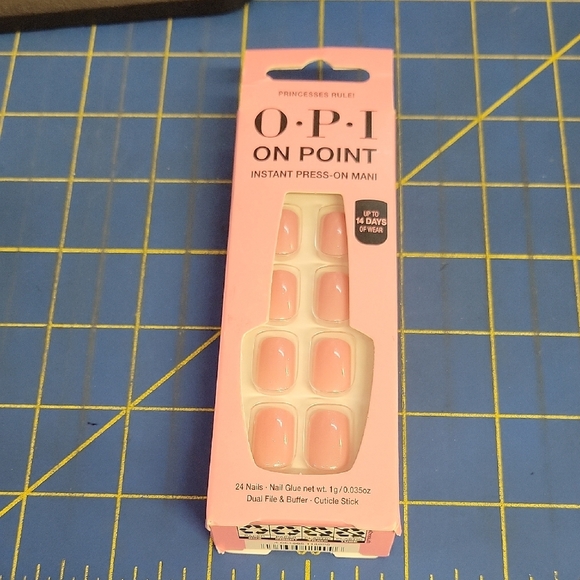 PRINCESSES RULE!
O·P·I
ON POINT
INSTANT PRESS-ON MANI
UP TO
14 DAYS
OF WEAR
24 Nails · Nail Glue net wt. 1g/0.035oz
Dual File & Buffer · Cuticle Stick